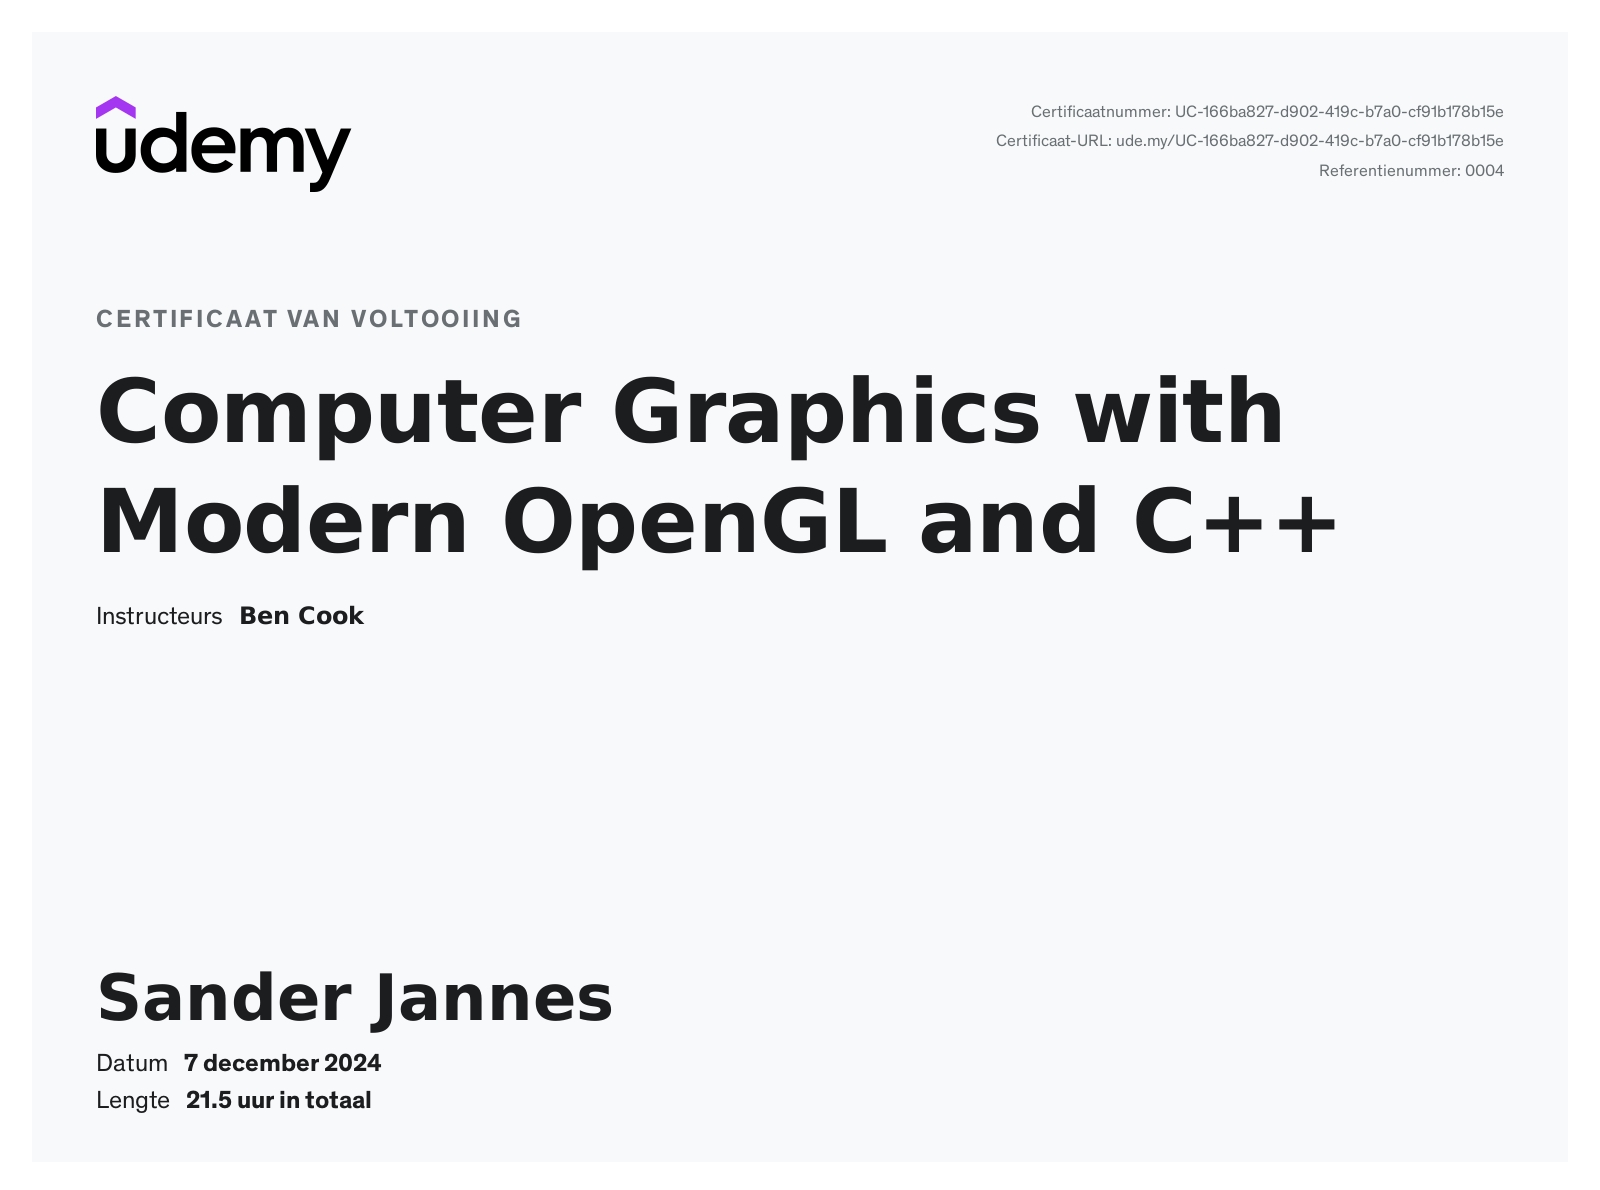 udemy
Certificaatnummer: UC-166ba827-d902-419c-b7a0-cf91b178b15e
Certificaat-URL: ude.my/UC-166ba827-d902-419c-b7a0-cf91b178b15e
Referentienummer: 0004
CERTIFICAAT VAN VOLTOOIING
Computer Graphics with
Modern OpenGL and C++
Instructeurs Ben Cook
Sander Jannes
Datum 7 december 2024
Lengte 21.5 uur in totaal